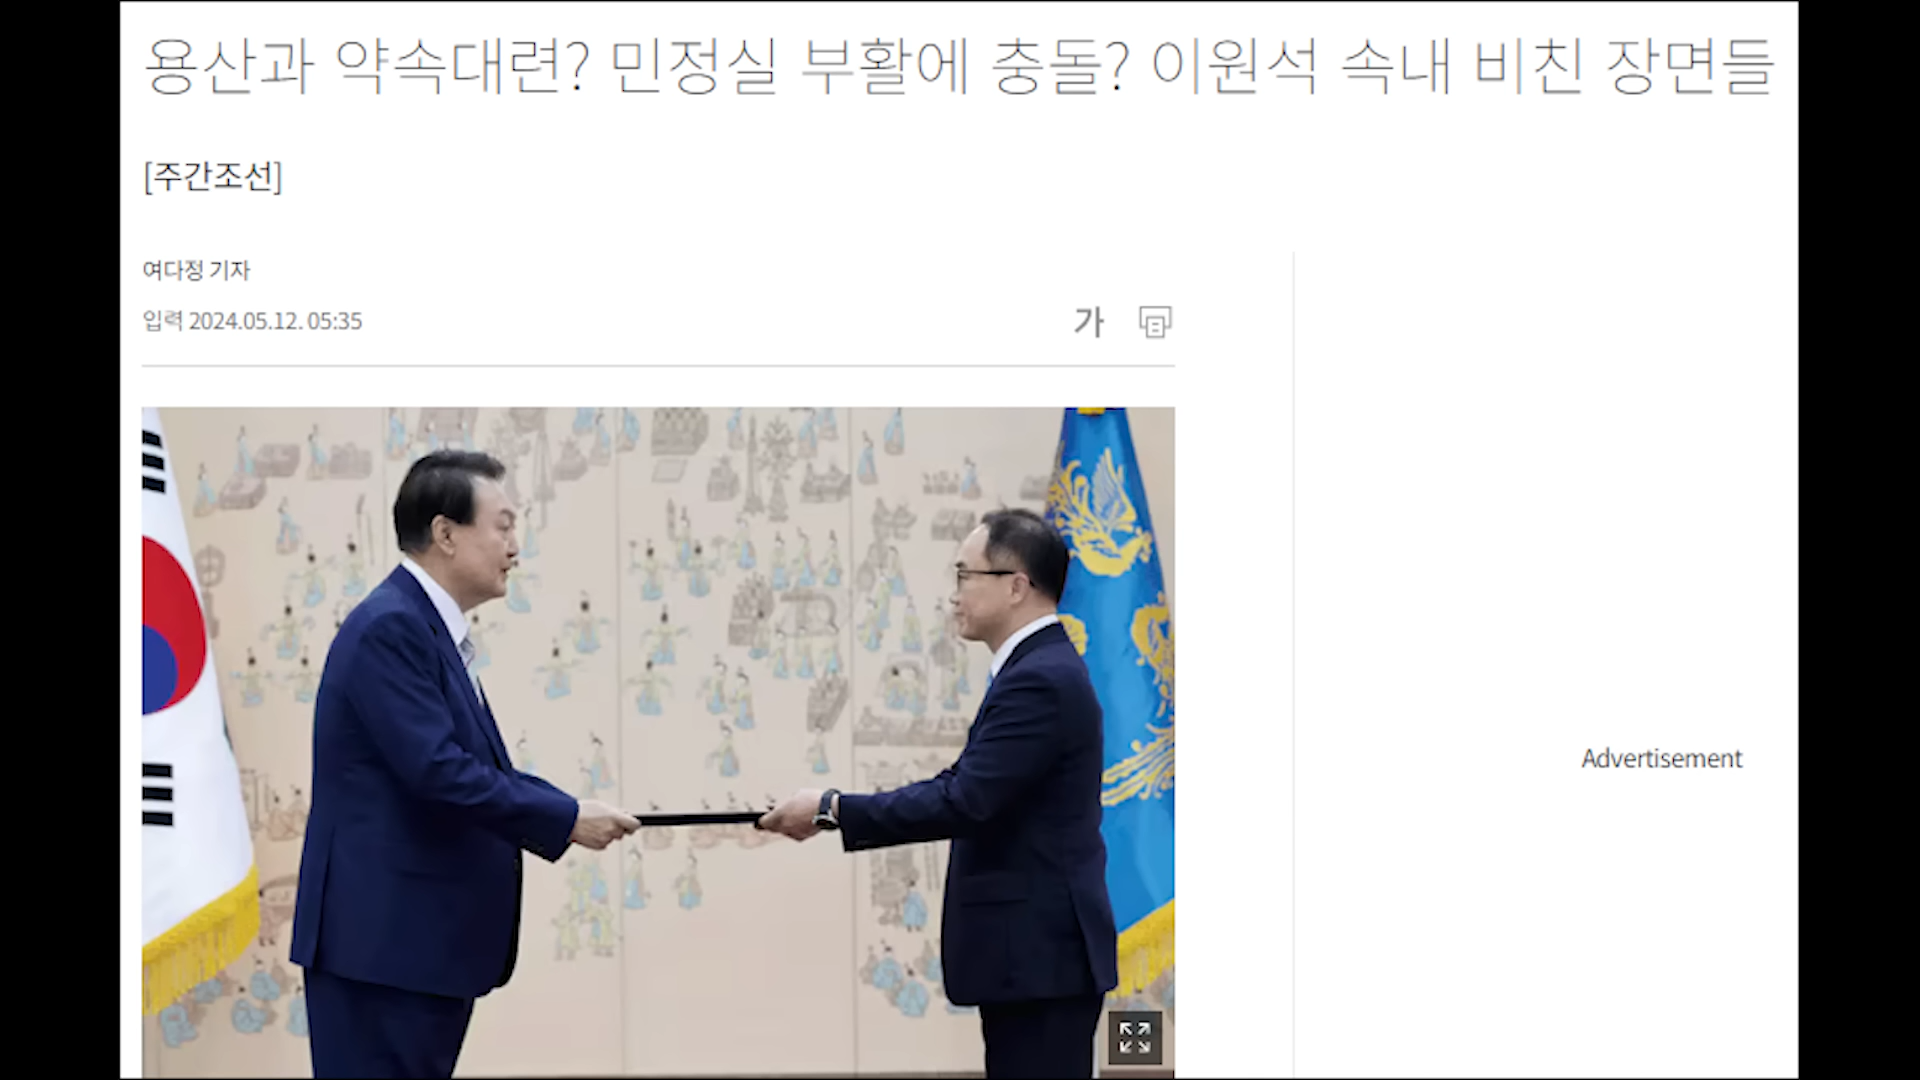 용산과 약속대련? 민정실 부활에 충돌? 이원석 속내 비친 장면들
[주간조선]
여다정 기자
입력 2024.05.12. 05:35
가
Advertisement